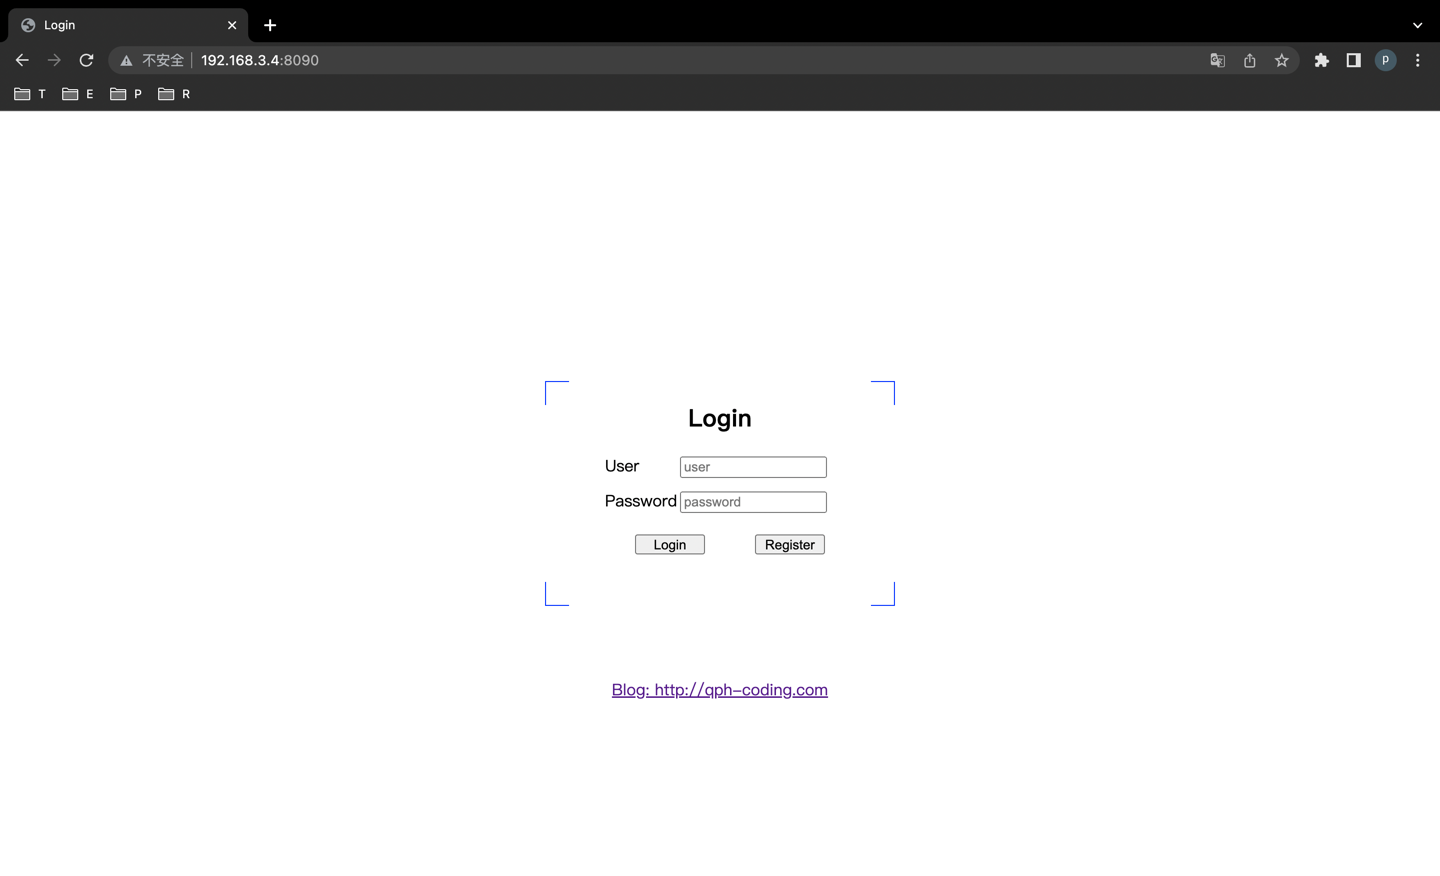 Login
不安全 192.168.3.4:8090
p
T E P R
Login
User user
Password password
Login Register
Blog: http://qph-coding.com